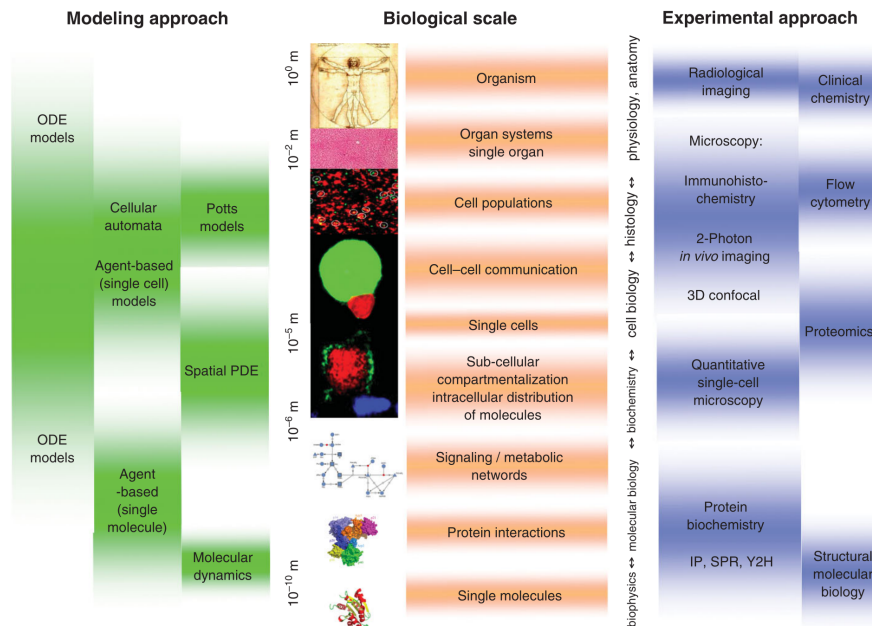 Modeling approach
Biological scale
Experimental approach
ODE
models
Cellular
automata
Potts
models
Agent-based
(single cell)
models
Spatial PDE
ODE
models
Agent
-based
(single
molecule)
Molecular
dynamics
10⁰ m
10⁻² m
10⁻⁵ m
10⁻⁶ m
10⁻¹⁰ m
Organism
Organ systems
single organ
Cell populations
Cell–cell communication
Single cells
Sub-cellular
compartmentalization
intracellular distribution
of molecules
Signaling / metabolic
networds
Protein interactions
Single molecules
biophysics ↔ molecular biology ↔ biochemistry ↔ cell biology ↔ histology ↔ physiology, anatomy
Radiological
imaging
Clinical
chemistry
Microscopy:
Immunohisto-
chemistry
Flow
cytometry
2-Photon
in vivo imaging
3D confocal
Proteomics
Quantitative
single-cell
microscopy
Protein
biochemistry
IP, SPR, Y2H
Structural
molecular
biology